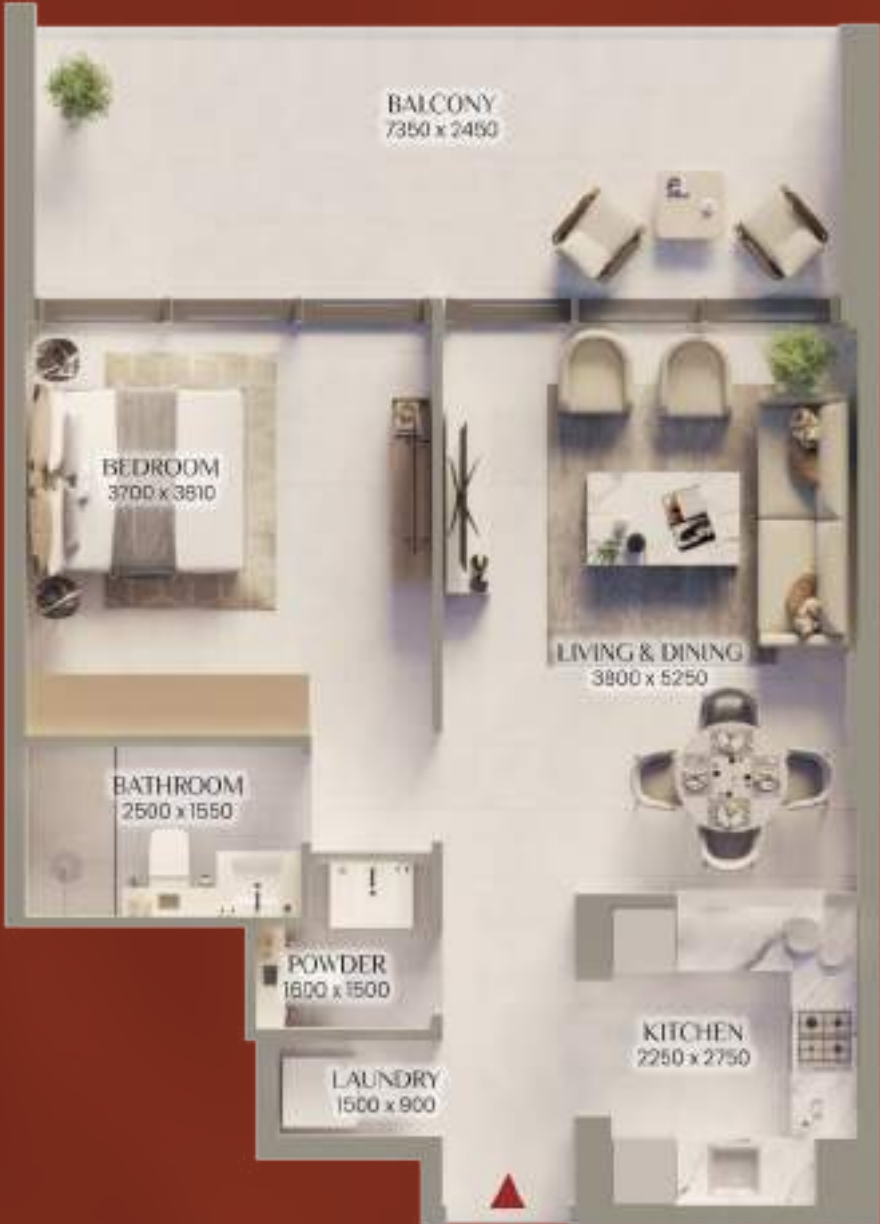 BALCONY
7350 x 2450
BEDROOM
3700 x 3810
LIVING & DINING
3800 x 5250
BATHROOM
2500 x 1550
POWDER
1600 x 1500
KITCHEN
2250 x 2750
LAUNDRY
1500 x 900